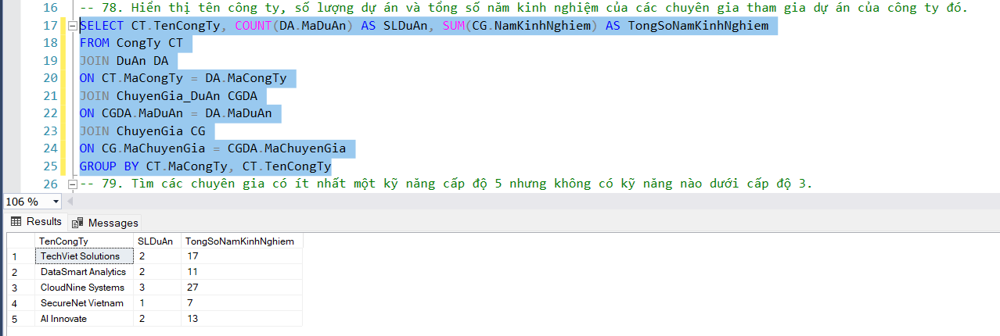 16 -- 78. Hiển thị tên công ty, số lượng dự án và tổng số năm kinh nghiệm của các chuyên gia tham gia dự án của công ty đó.
17 SELECT CT.TenCongTy, COUNT(DA.MaDuAn) AS SLDuAn, SUM(CG.NamKinhNghiem) AS TongSoNamKinhNghiem
18 FROM CongTy CT
19 JOIN DuAn DA
20 ON CT.MaCongTy = DA.MaCongTy
21 JOIN ChuyenGia_DuAn CGDA
22 ON CGDA.MaDuAn = DA.MaDuAn
23 JOIN ChuyenGia CG
24 ON CG.MaChuyenGia = CGDA.MaChuyenGia
25 GROUP BY CT.MaCongTy, CT.TenCongTy
26 -- 79. Tìm các chuyên gia có ít nhất một kỹ năng cấp độ 5 nhưng không có kỹ năng nào dưới cấp độ 3.
106 %
Results Messages
TenCongTy SLDuAn TongSoNamKinhNghiem
1 TechViet Solutions 2 17
2 DataSmart Analytics 2 11
3 CloudNine Systems 3 27
4 SecureNet Vietnam 1 7
5 AI Innovate 2 13